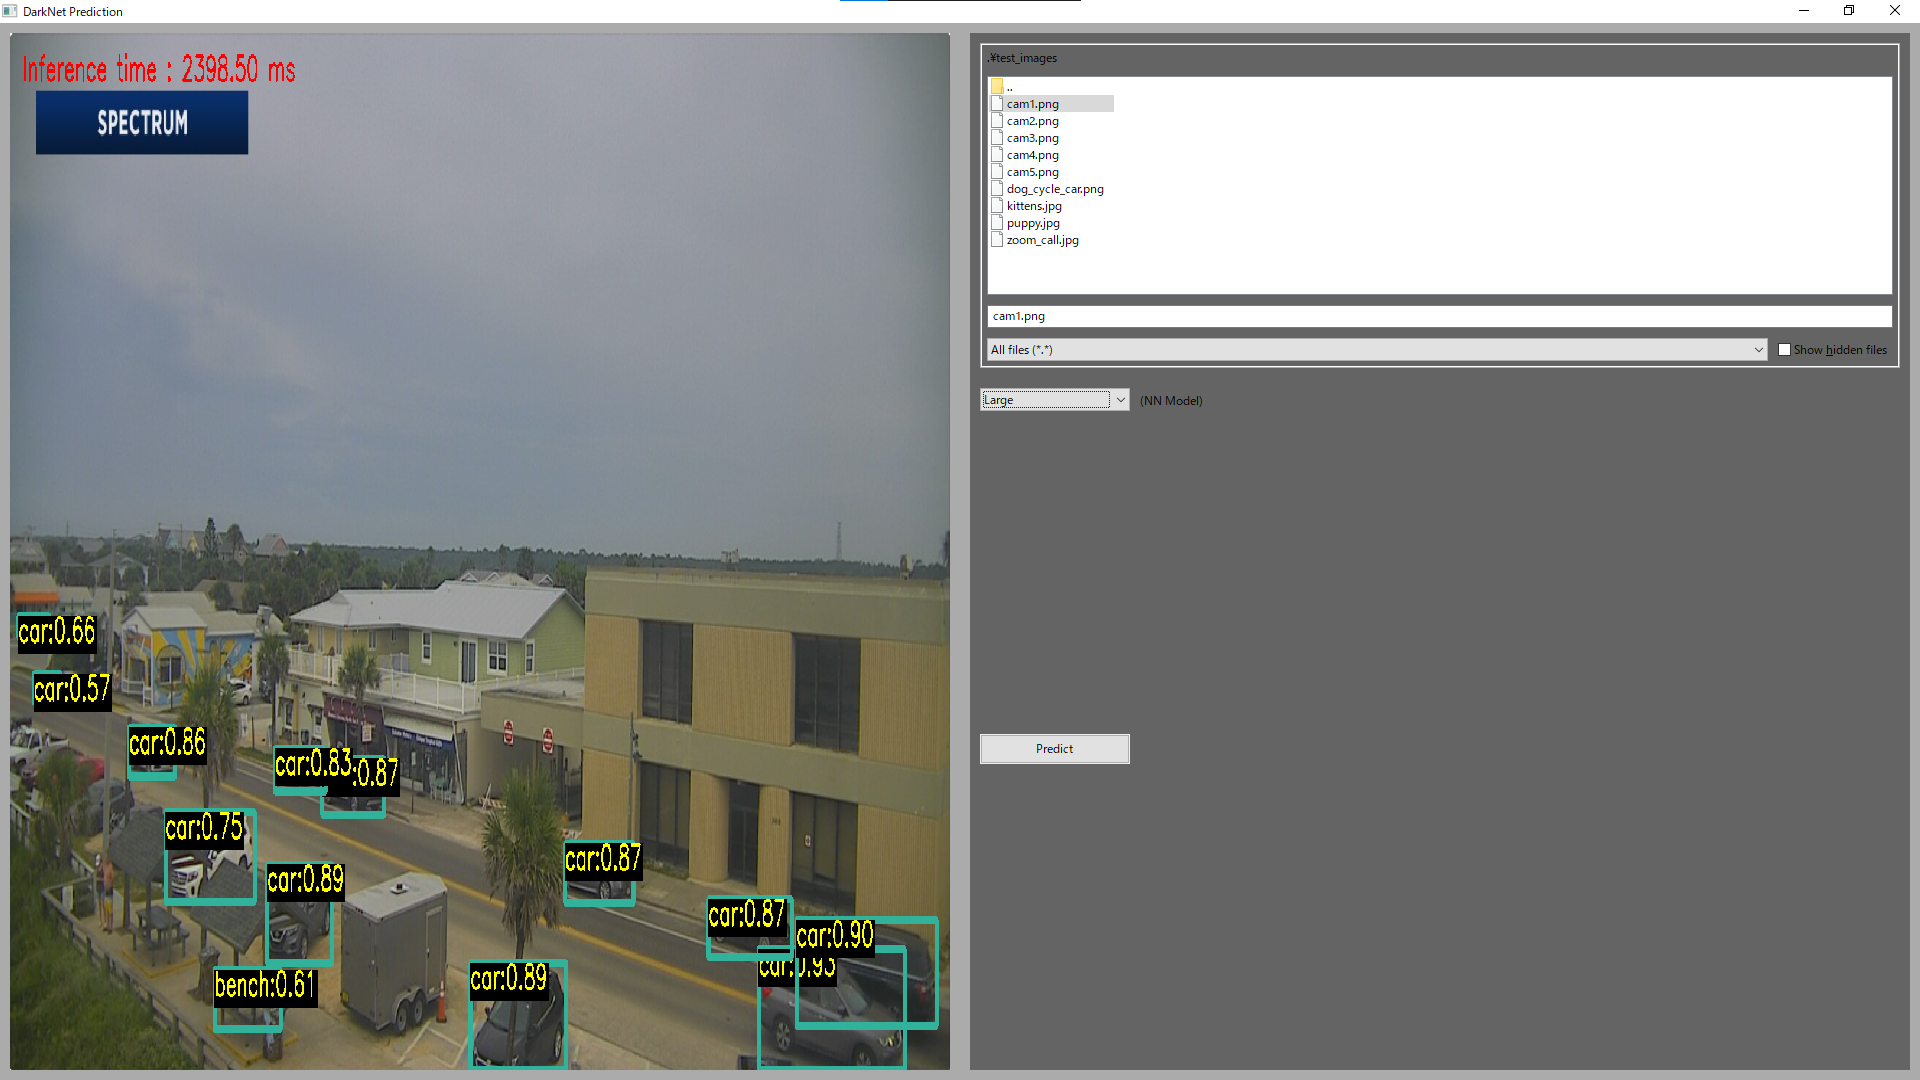 DarkNet Prediction
Inference time : 2398.50 ms
SPECTRUM
car:0.66
car:0.57
car:0.86
car:0.83
:0.87
car:0.75
car:0.87
car:0.89
car:0.87
car:0.90
car:0.93
bench:0.61
car:0.89
.¥test_images
..
cam1.png
cam2.png
cam3.png
cam4.png
cam5.png
dog_cycle_car.png
kittens.jpg
puppy.jpg
zoom_call.jpg
cam1.png
All files (*.*)
Show hidden files
Large
(NN Model)
Predict